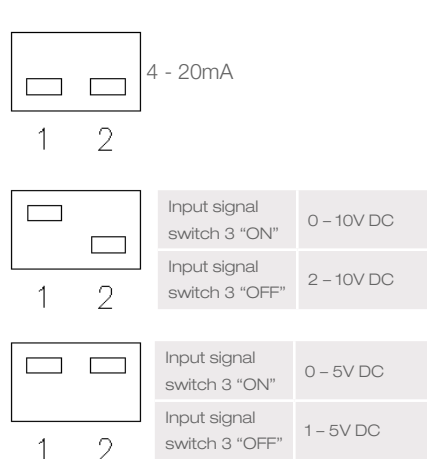 4 - 20mA
1 2
Input signal
switch 3 “ON”
0 – 10V DC
Input signal
switch 3 “OFF”
2 – 10V DC
1 2
Input signal
switch 3 “ON”
0 – 5V DC
Input signal
switch 3 “OFF”
1 – 5V DC
1 2